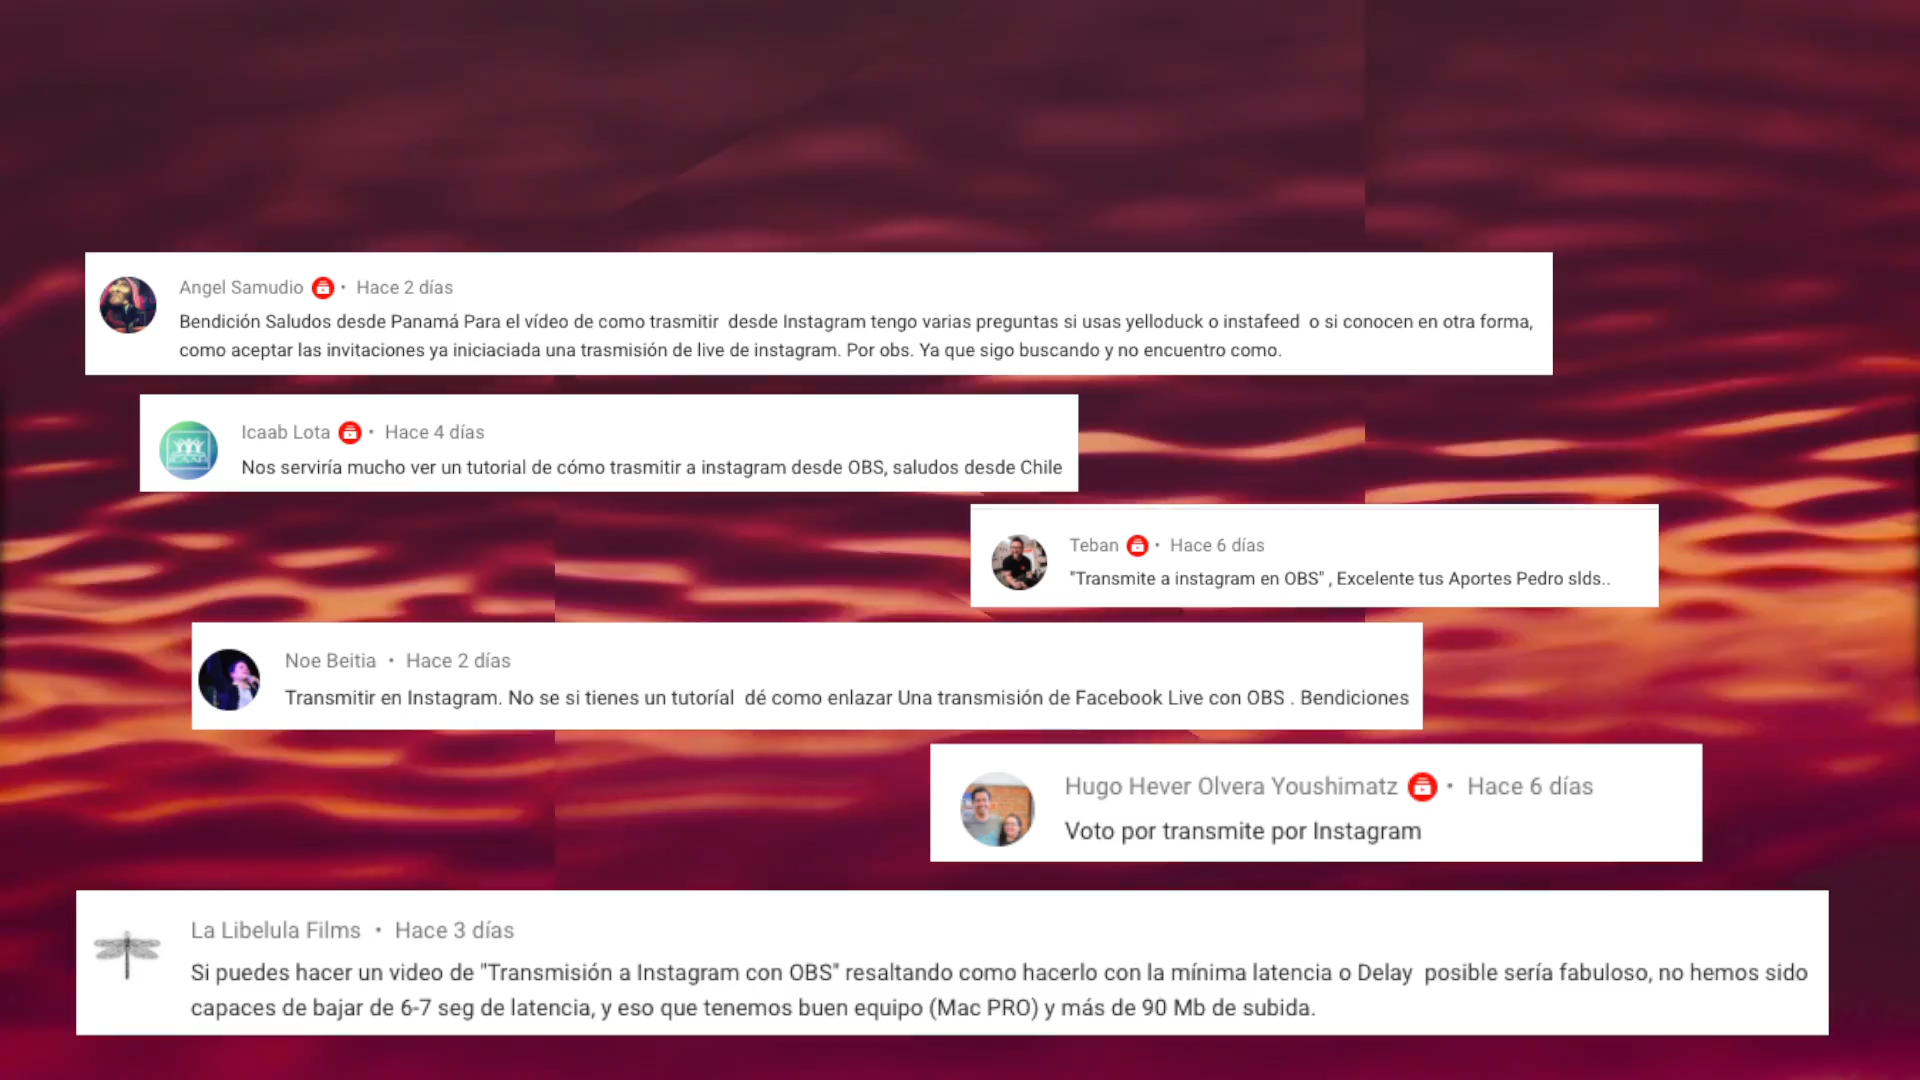 Angel Samudio • Hace 2 días
Bendición Saludos desde Panamá Para el vídeo de como trasmitir desde Instagram tengo varias preguntas si usas yelloduck o instafeed o si conocen en otra forma,
como aceptar las invitaciones ya iniciaciada una trasmisión de live de instagram. Por obs. Ya que sigo buscando y no encuentro como.
Icaab Lota • Hace 4 días
Nos serviría mucho ver un tutorial de cómo trasmitir a instagram desde OBS, saludos desde Chile
Teban • Hace 6 días
"Transmite a instagram en OBS" , Excelente tus Aportes Pedro slds..
Noe Beitia • Hace 2 días
Transmitir en Instagram. No se si tienes un tutoríal dé como enlazar Una transmisión de Facebook Live con OBS . Bendiciones
Hugo Hever Olvera Youshimatz • Hace 6 días
Voto por transmite por Instagram
La Libelula Films • Hace 3 días
Si puedes hacer un video de "Transmisión a Instagram con OBS" resaltando como hacerlo con la mínima latencia o Delay posible sería fabuloso, no hemos sido
capaces de bajar de 6-7 seg de latencia, y eso que tenemos buen equipo (Mac PRO) y más de 90 Mb de subida.